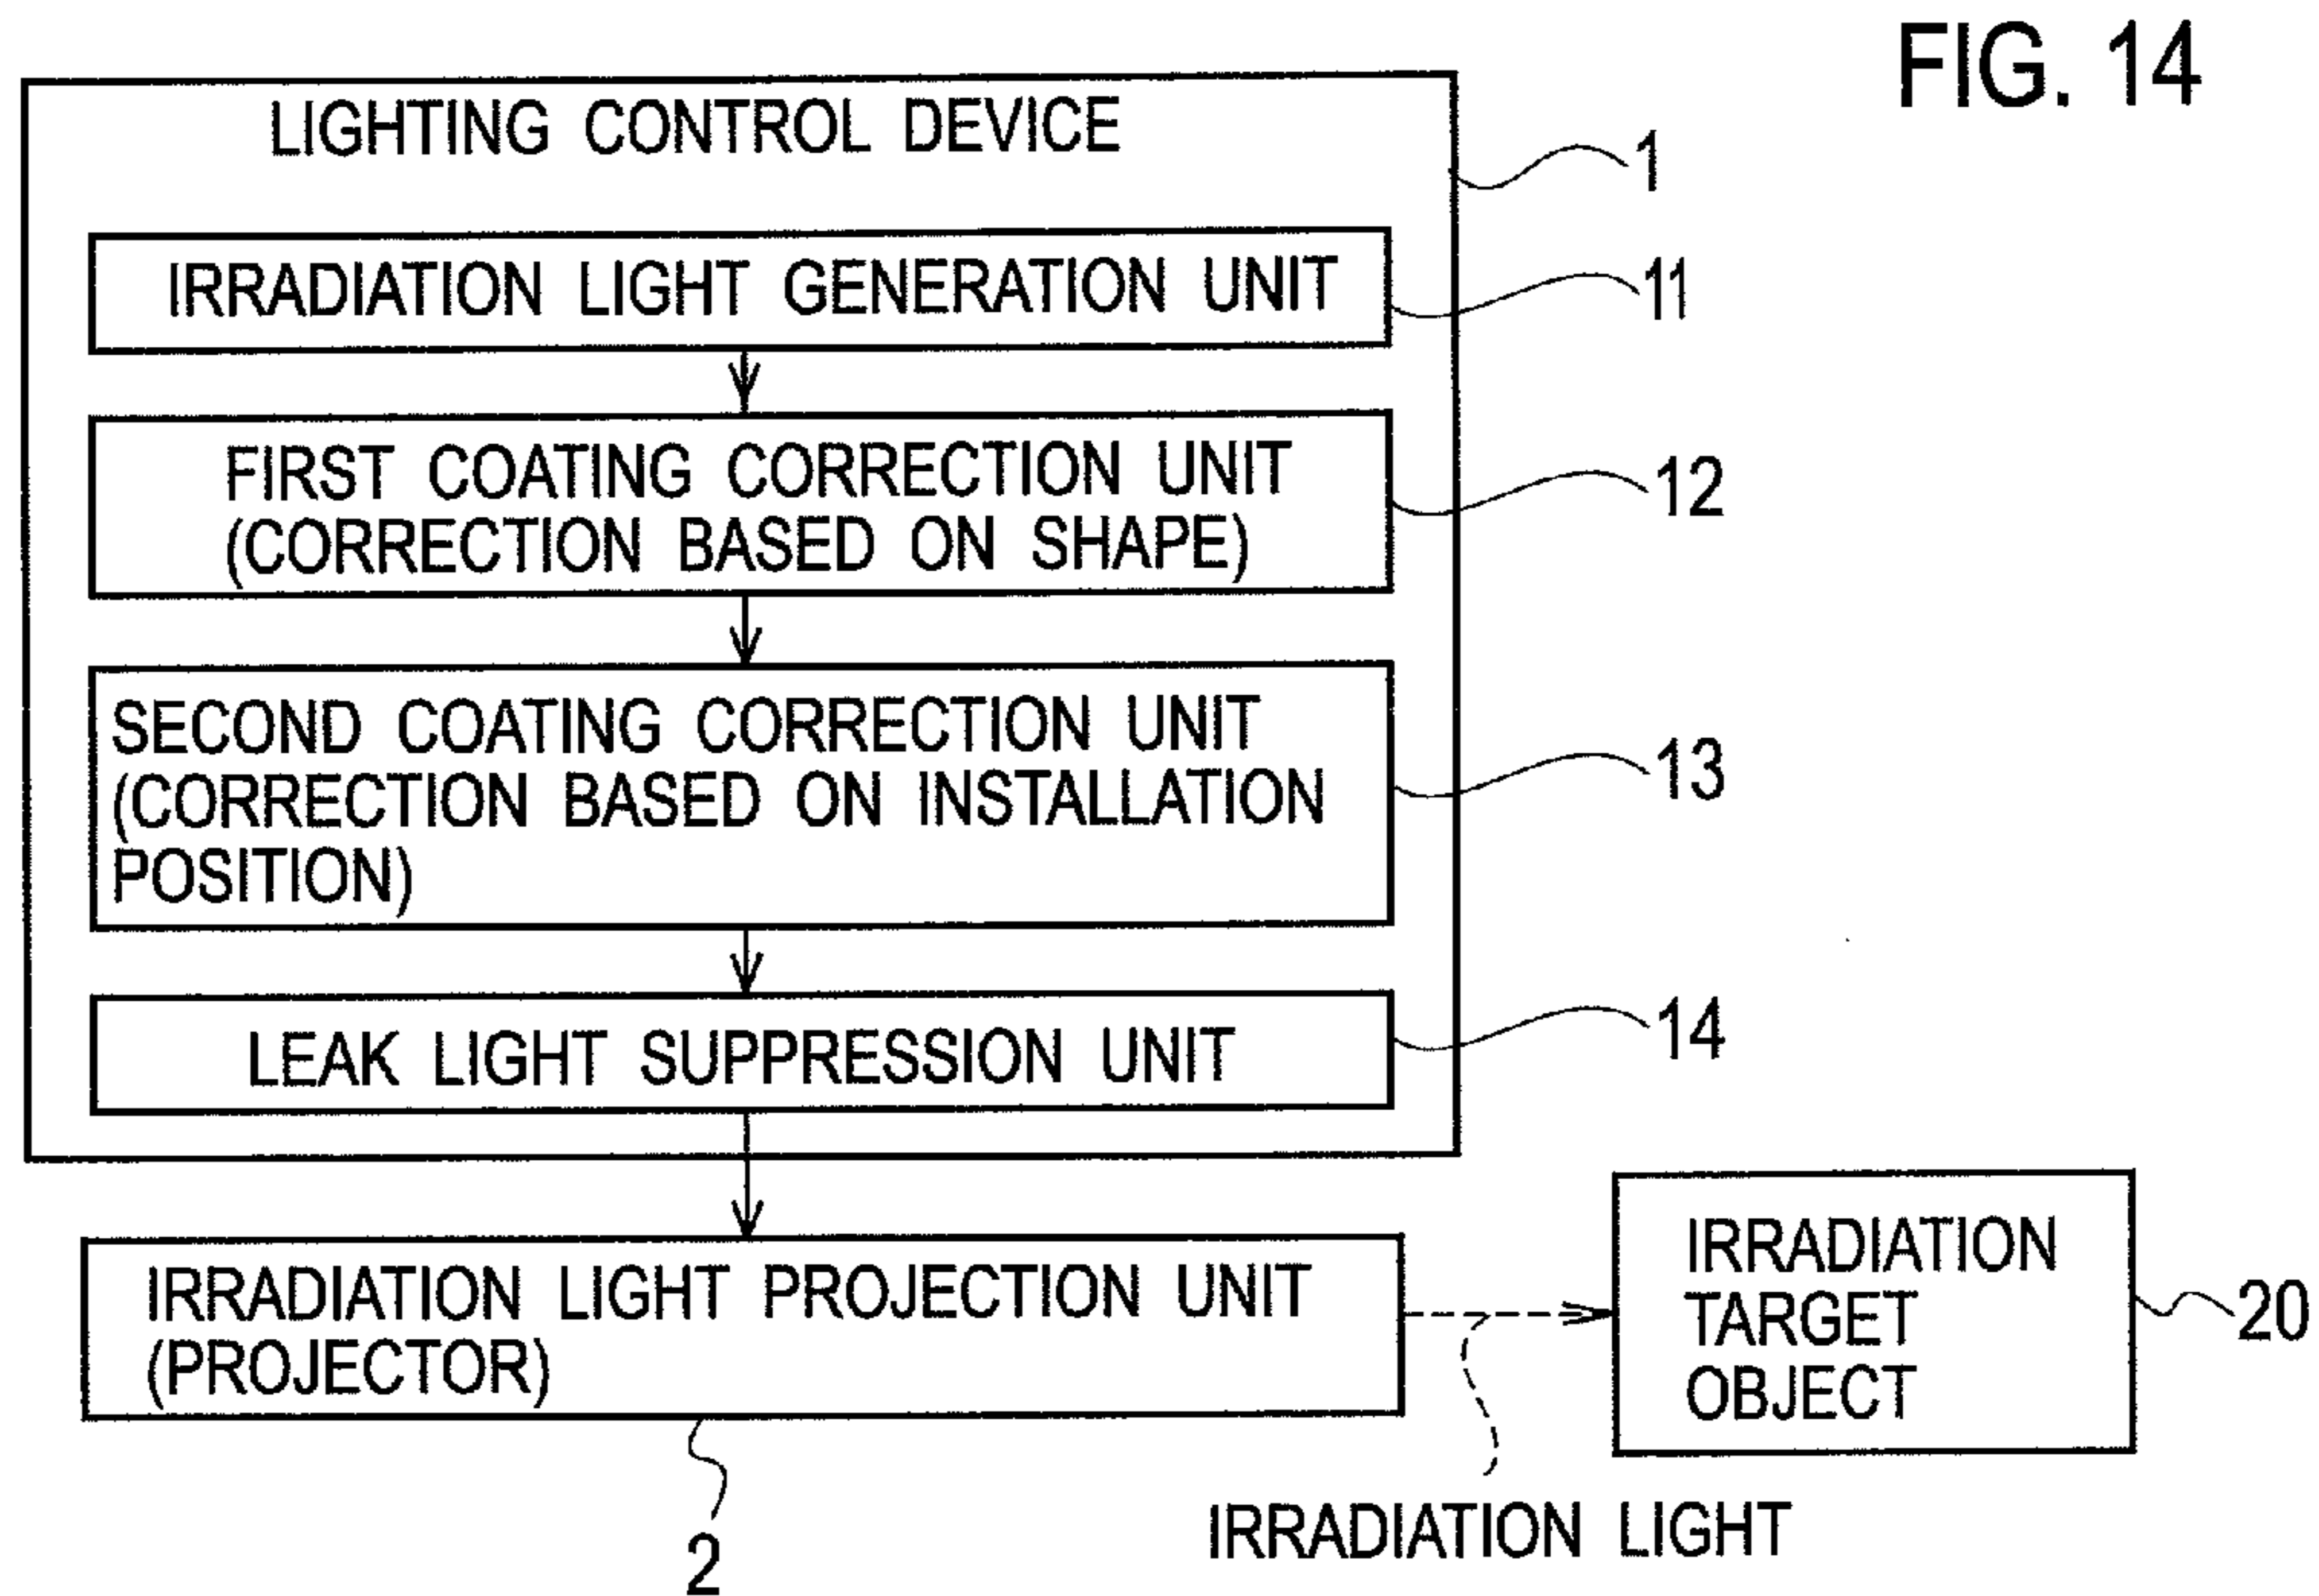 FIG. 14
LIGHTING CONTROL DEVICE
1
IRRADIATION LIGHT GENERATION UNIT
11
FIRST COATING CORRECTION UNIT
(CORRECTION BASED ON SHAPE)
12
SECOND COATING CORRECTION UNIT
(CORRECTION BASED ON INSTALLATION
POSITION)
13
LEAK LIGHT SUPPRESSION UNIT
14
IRRADIATION LIGHT PROJECTION UNIT
(PROJECTOR)
2
IRRADIATION
TARGET
OBJECT
20
IRRADIATION LIGHT